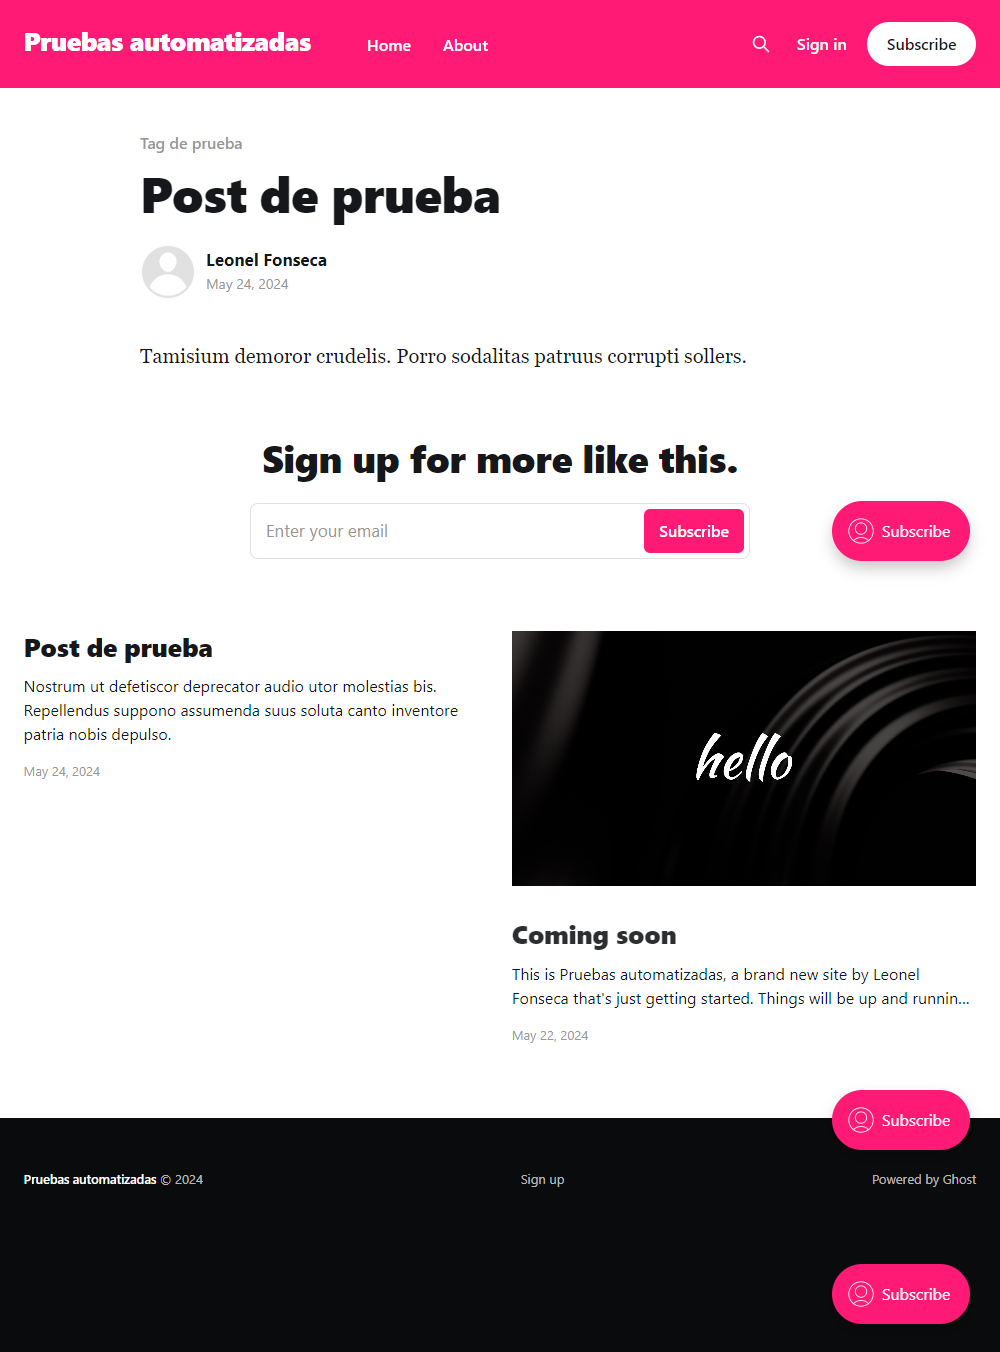 Pruebas automatizadas
Home
About
Sign in
Subscribe
Tag de prueba
Post de prueba
Leonel Fonseca
May 24, 2024
Tamisium demoror crudelis. Porro sodalitas patruus corrupti sollers.
Sign up for more like this.
Enter your email
Subscribe
Subscribe
Post de prueba
Nostrum ut defetiscor deprecator audio utor molestias bis.
Repellendus suppono assumenda suus soluta canto inventore
patria nobis depulso.
May 24, 2024
hello
Coming soon
This is Pruebas automatizadas, a brand new site by Leonel
Fonseca that's just getting started. Things will be up and runnin...
May 22, 2024
Subscribe
Pruebas automatizadas © 2024
Sign up
Powered by Ghost
Subscribe